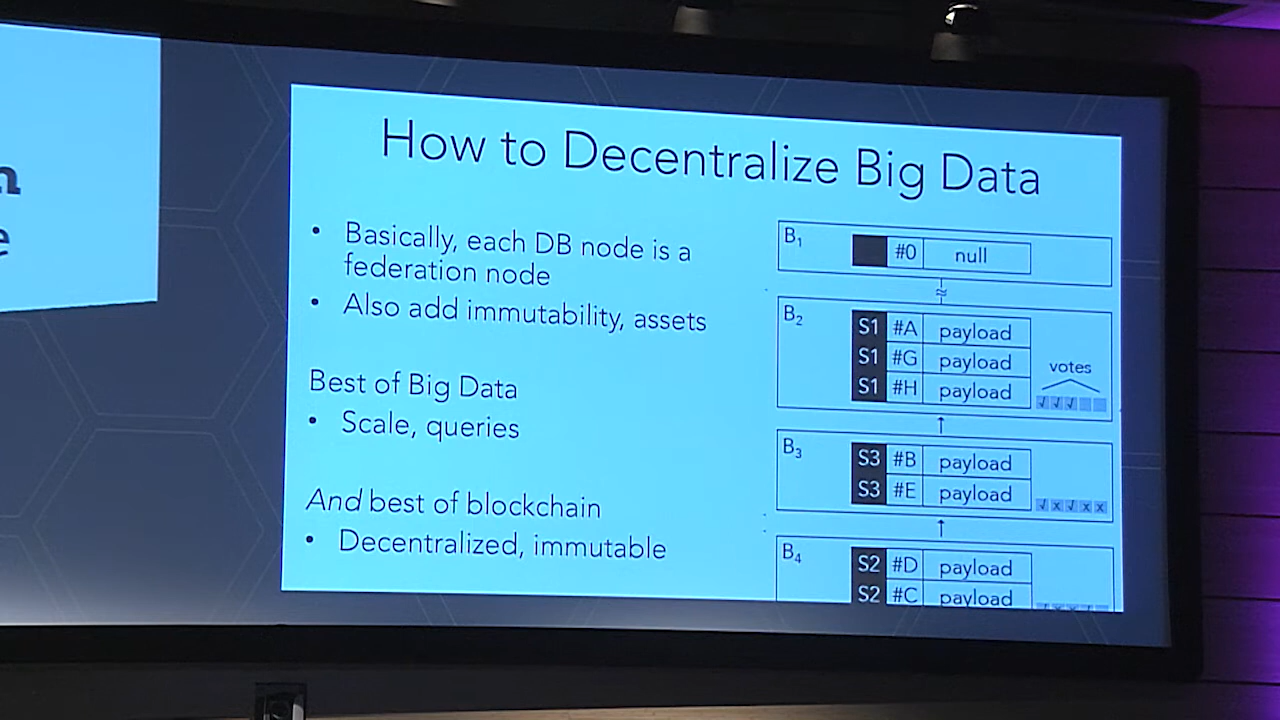 n
e
How to Decentralize Big Data
• Basically, each DB node is a
federation node
• Also add immutability, assets
Best of Big Data
• Scale, queries
And best of blockchain
• Decentralized, immutable
B1
#0 null
≈
B2
S1 #A payload
S1 #G payload
S1 #H payload
votes
√ √ √
↑
B3
S3 #B payload
S3 #E payload
√ x √ x x
↑
B4
S2 #D payload
S2 #C payload